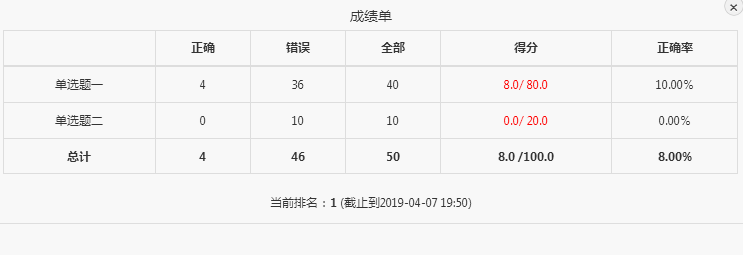 成绩单
正确 错误 全部 得分 正确率
单选题一 4 36 40 8.0/ 80.0 10.00%
单选题二 0 10 10 0.0/ 20.0 0.00%
总计 4 46 50 8.0 /100.0 8.00%
当前排名：1 (截止到2019-04-07 19:50)